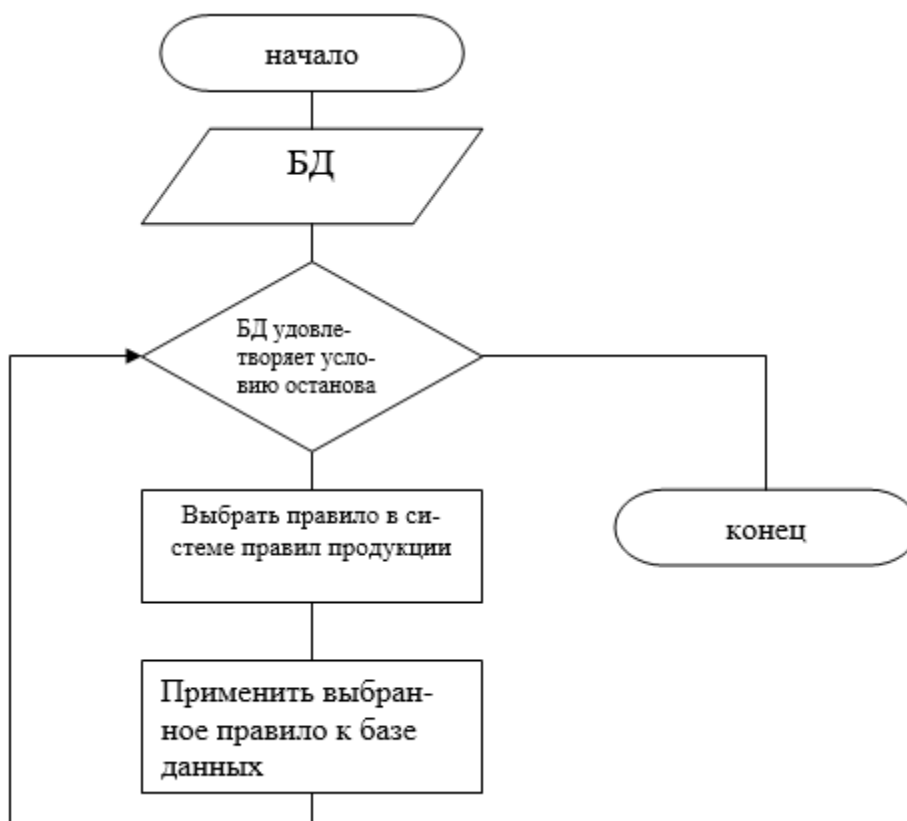 начало
БД
БД удовле-
творяет усло-
вию останова
Выбрать правило в си-
стеме правил продукции
конец
Применить выбран-
ное правило к базе
данных